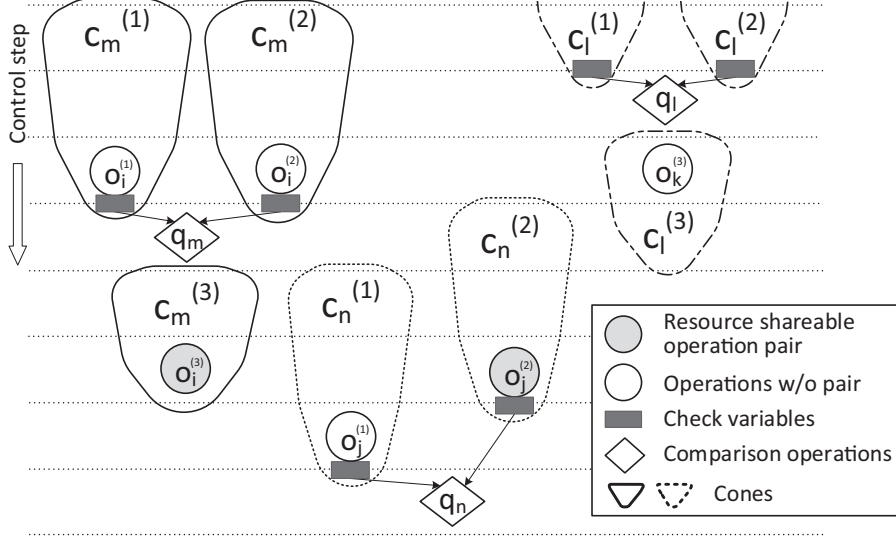 Control step
c_m^(1)
c_m^(2)
c_l^(1)
c_l^(2)
q_l
o_i^(1)
o_i^(2)
o_k^(3)
q_m
c_n^(2)
c_l^(3)
c_m^(3)
c_n^(1)
o_i^(3)
o_j^(2)
o_j^(1)
q_n
Resource shareable
operation pair
Operations w/o pair
Check variables
Comparison operations
Cones